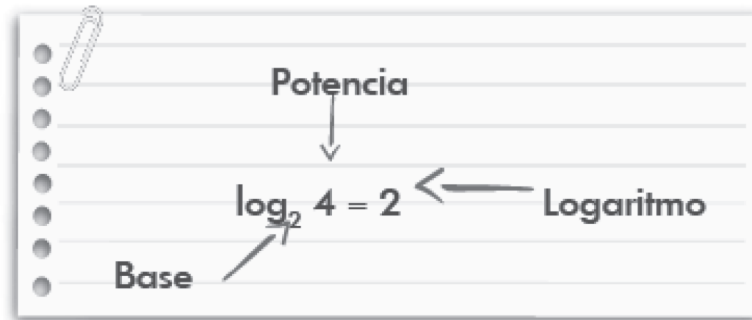 Potencia
log₂ 4 = 2
Logaritmo
Base